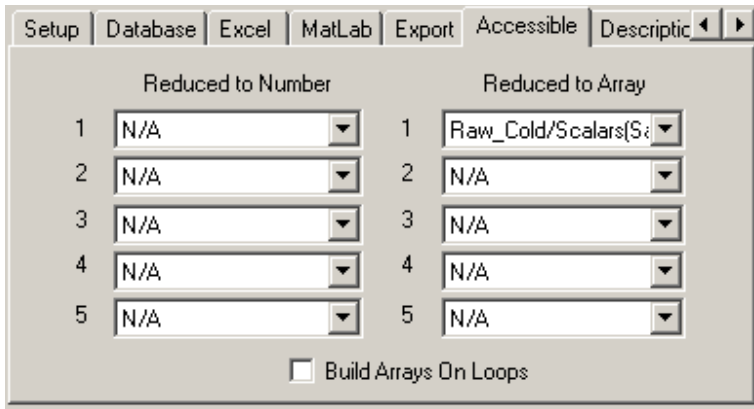 Setup Database Excel MatLab Export Accessible Descriptic
Reduced to Number Reduced to Array
1 N/A 1 Raw_Cold/Scalars(Sa
2 N/A 2 N/A
3 N/A 3 N/A
4 N/A 4 N/A
5 N/A 5 N/A
Build Arrays On Loops